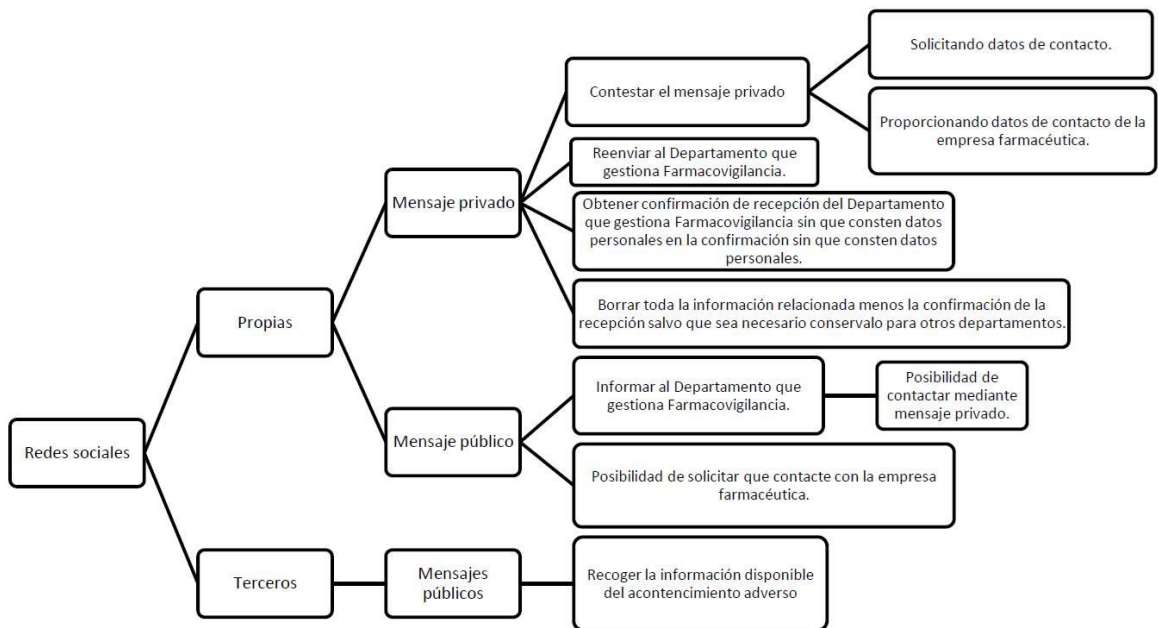 Redes sociales
Propias
Mensaje privado
Contestar el mensaje privado
Solicitando datos de contacto.
Proporcionando datos de contacto de la
empresa farmacéutica.
Reenviar al Departamento que
gestiona Farmacovigilancia.
Obtener confirmación de recepción del Departamento
que gestiona Farmacovigilancia sin que consten datos
personales en la confirmación sin que consten datos
personales.
Borrar toda la información relacionada menos la confirmación de la
recepción salvo que sea necesario conservalo para otros departamentos.
Mensaje público
Informar al Departamento que
gestiona Farmacovigilancia.
Posibilidad de
contactar mediante
mensaje privado.
Posibilidad de solicitar que contacte con la empresa
farmacéutica.
Terceros
Mensajes
públicos
Recoger la información disponible
del acontencimiento adverso